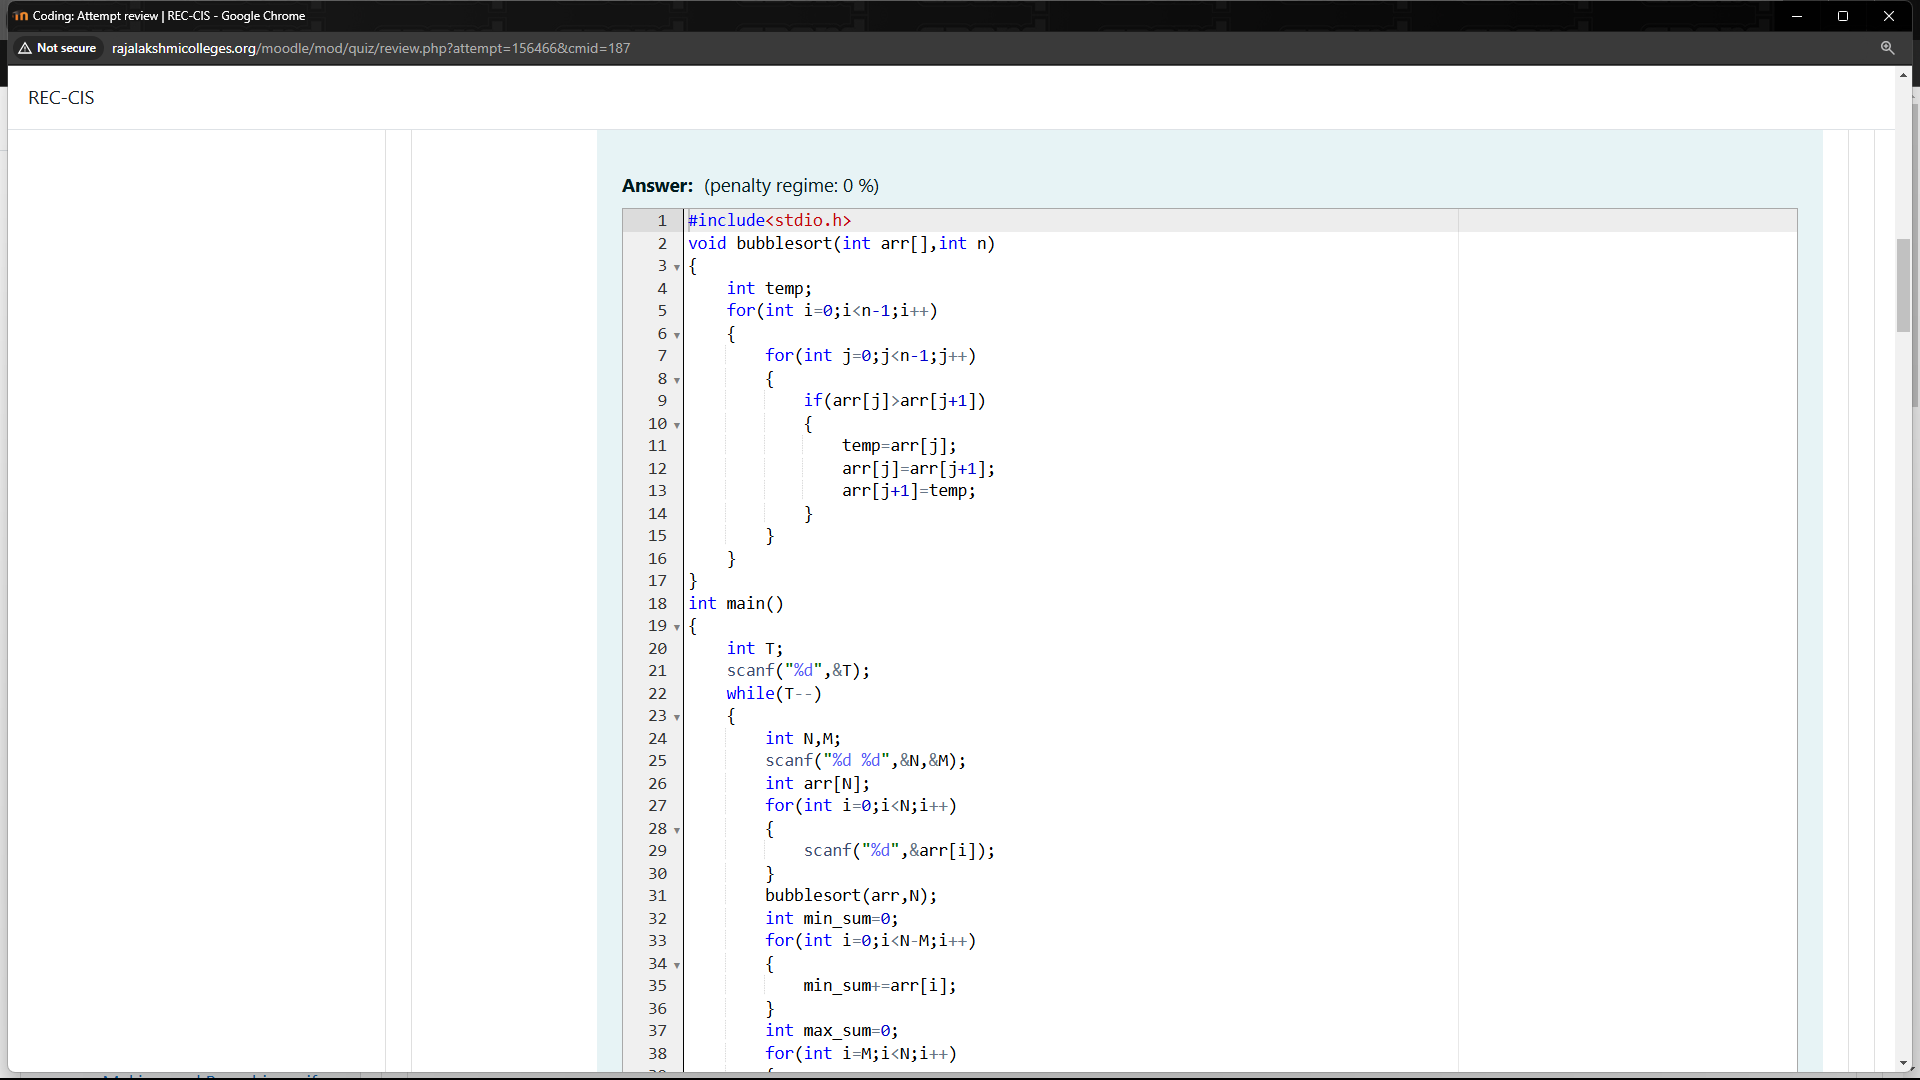 Coding: Attempt review | REC-CIS - Google Chrome
Not secure rajalakshmicolleges.org/moodle/mod/quiz/review.php?attempt=156466&cmid=187
REC-CIS
Answer: (penalty regime: 0 %)
1 #include<stdio.h>
2 void bubblesort(int arr[],int n)
3 {
4 int temp;
5 for(int i=0;i<n-1;i++)
6 {
7 for(int j=0;j<n-1;j++)
8 {
9 if(arr[j]>arr[j+1])
10 {
11 temp=arr[j];
12 arr[j]=arr[j+1];
13 arr[j+1]=temp;
14 }
15 }
16 }
17 }
18 int main()
19 {
20 int T;
21 scanf("%d",&T);
22 while(T--)
23 {
24 int N,M;
25 scanf("%d %d",&N,&M);
26 int arr[N];
27 for(int i=0;i<N;i++)
28 {
29 scanf("%d",&arr[i]);
30 }
31 bubblesort(arr,N);
32 int min_sum=0;
33 for(int i=0;i<N-M;i++)
34 {
35 min_sum+=arr[i];
36 }
37 int max_sum=0;
38 for(int i=M;i<N;i++)